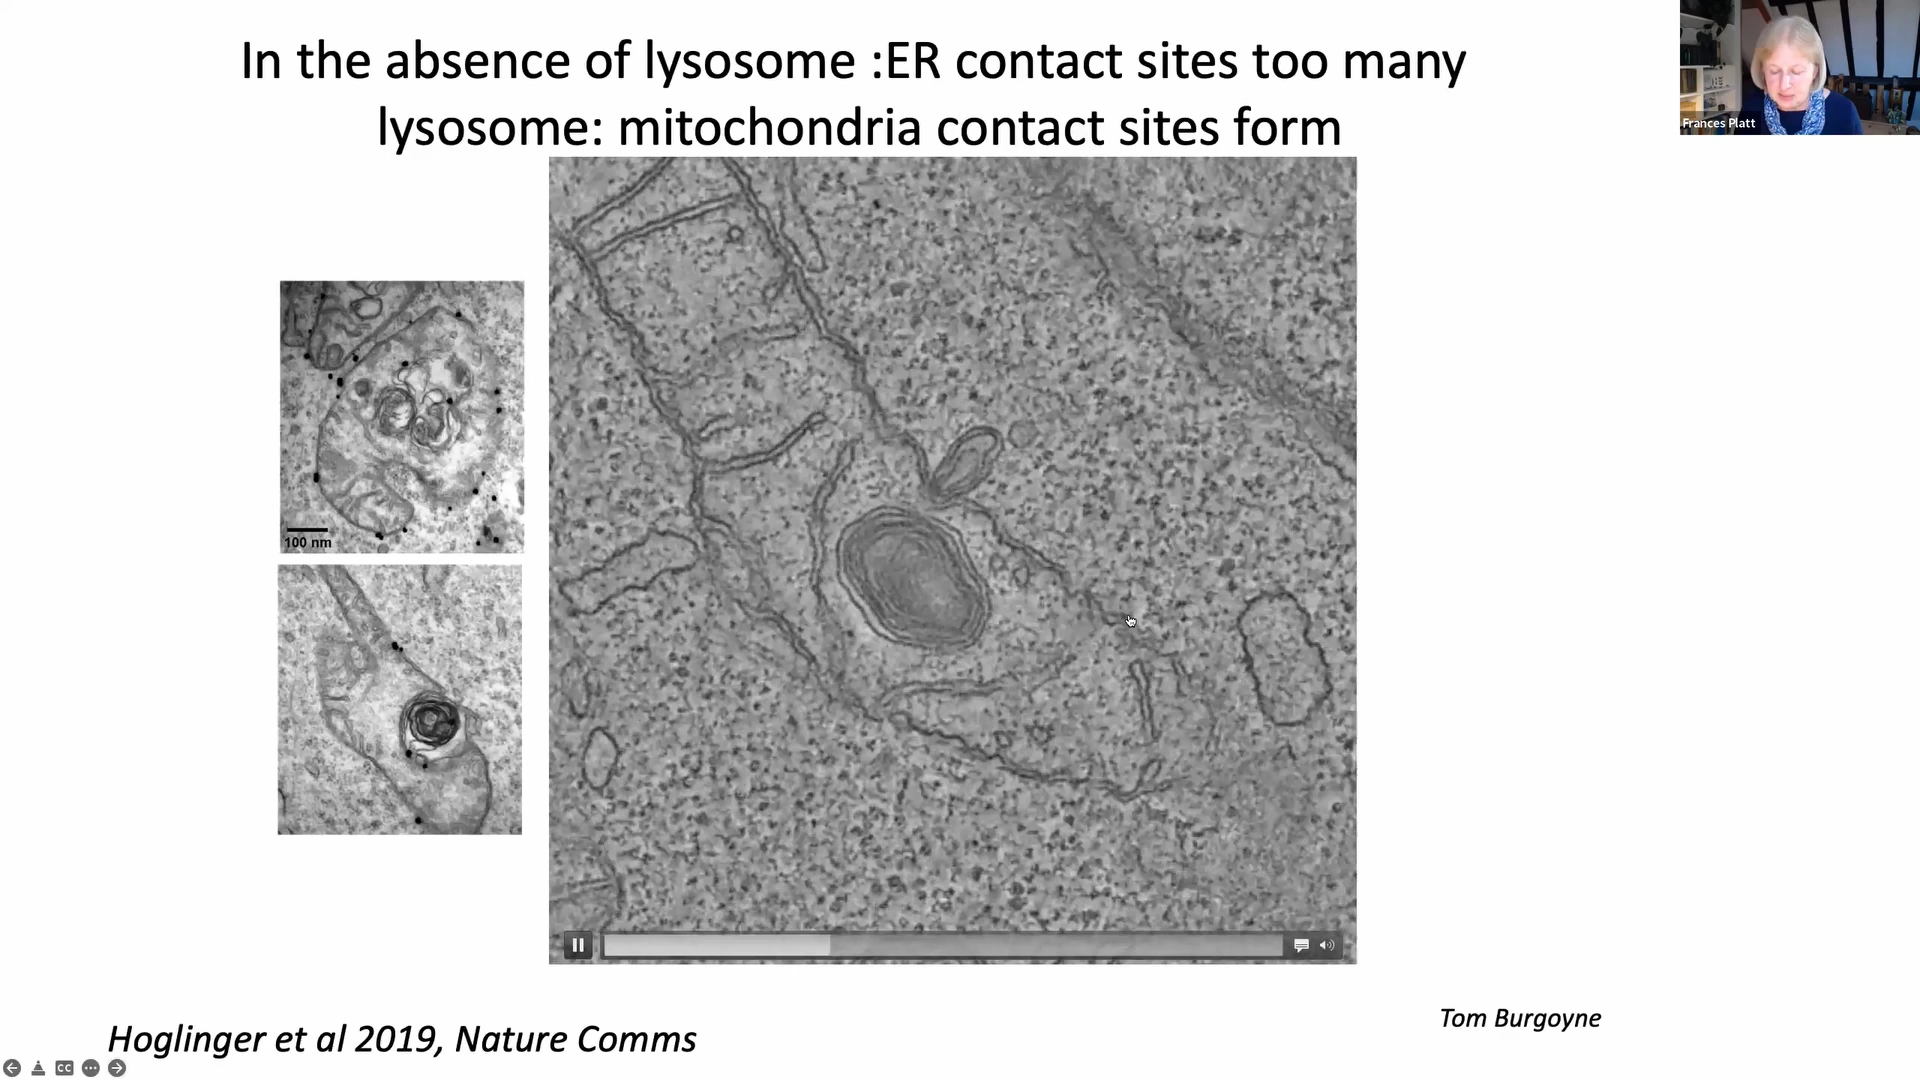 In the absence of lysosome :ER contact sites too many
lysosome: mitochondria contact sites form
Frances Platt
100 nm
Tom Burgoyne
Hoglinger et al 2019, Nature Comms
CC